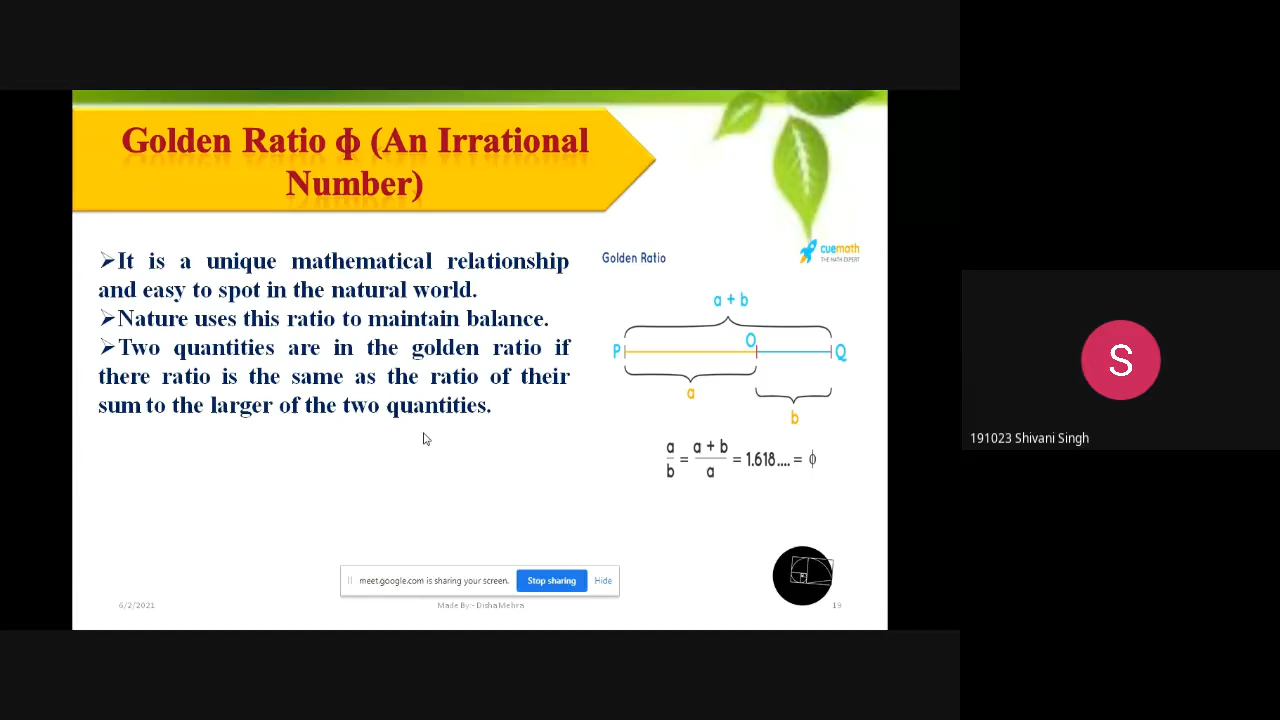 Golden Ratio ϕ (An Irrational
Number)
➢It is a unique mathematical relationship
and easy to spot in the natural world.
➢Nature uses this ratio to maintain balance.
➢Two quantities are in the golden ratio if
there ratio is the same as the ratio of their
sum to the larger of the two quantities.
Golden Ratio
cuemath
THE MATH EXPERT
a + b
P O Q
a
b
a/b = (a + b)/a = 1.618.... = ϕ
meet.google.com is sharing your screen. Stop sharing Hide
6/2/2021 Made By:- Disha Mehra 19
S
191023 Shivani Singh